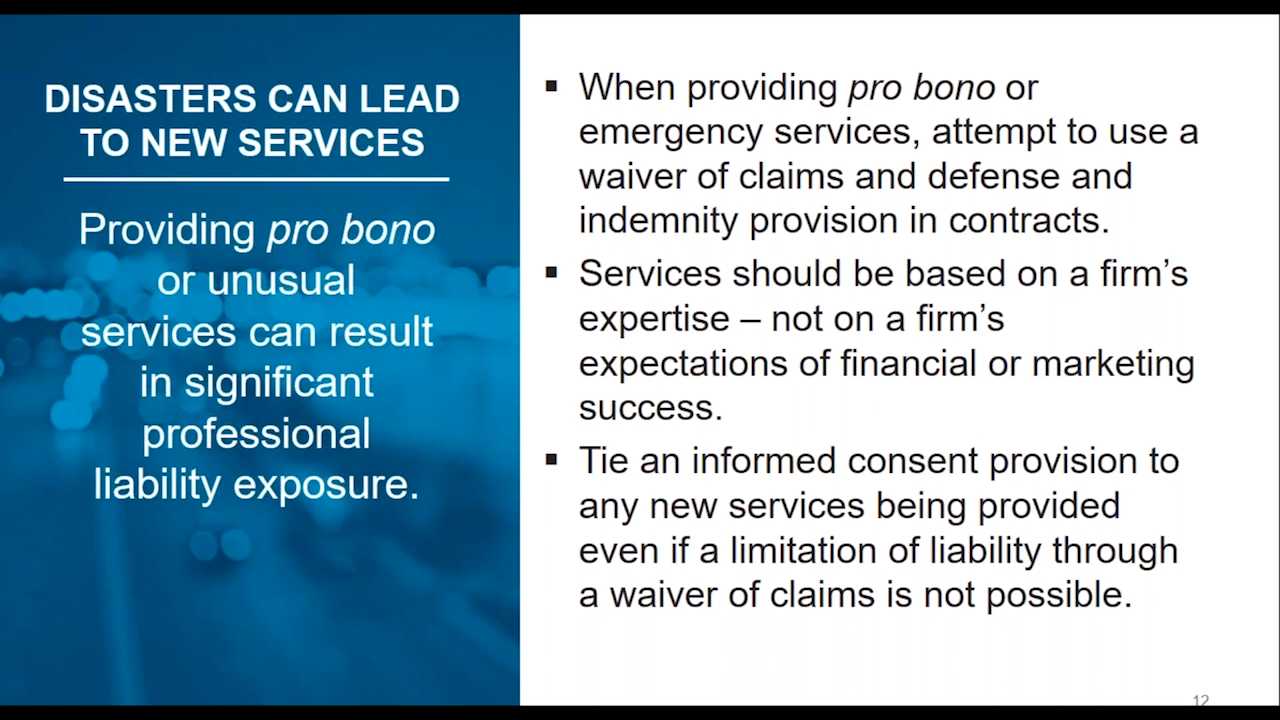 DISASTERS CAN LEAD
TO NEW SERVICES
Providing pro bono
or unusual
services can result
in significant
professional
liability exposure.
▪ When providing pro bono or
emergency services, attempt to use a
waiver of claims and defense and
indemnity provision in contracts.
▪ Services should be based on a firm’s
expertise – not on a firm’s
expectations of financial or marketing
success.
▪ Tie an informed consent provision to
any new services being provided
even if a limitation of liability through
a waiver of claims is not possible.
12